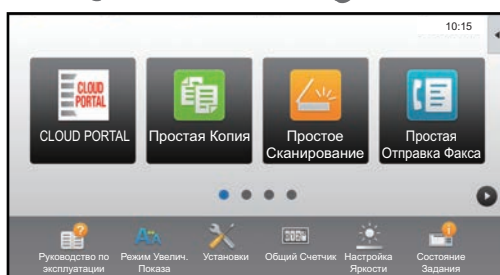 10:15
CLOUD
PORTAL
CLOUD PORTAL
Простая Копия
Простое
Сканирование
Простая
Отправка Факса
Руководство по
эксплуатации
Режим Увелич.
Показа
Установки
Общий Счетчик
Настройка
Яркости
Состояние
Задания